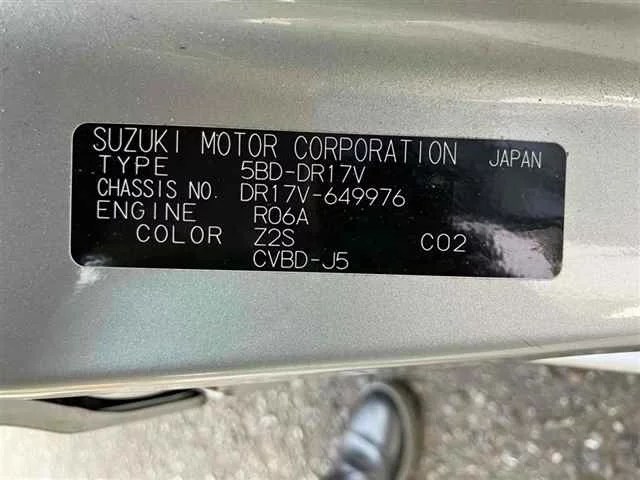 SUZUKI MOTOR CORPORATION JAPAN
TYPE 5BD-DR17V
CHASSIS NO. DR17V-649976
ENGINE R06A
COLOR Z2S C02
CVBD-J5